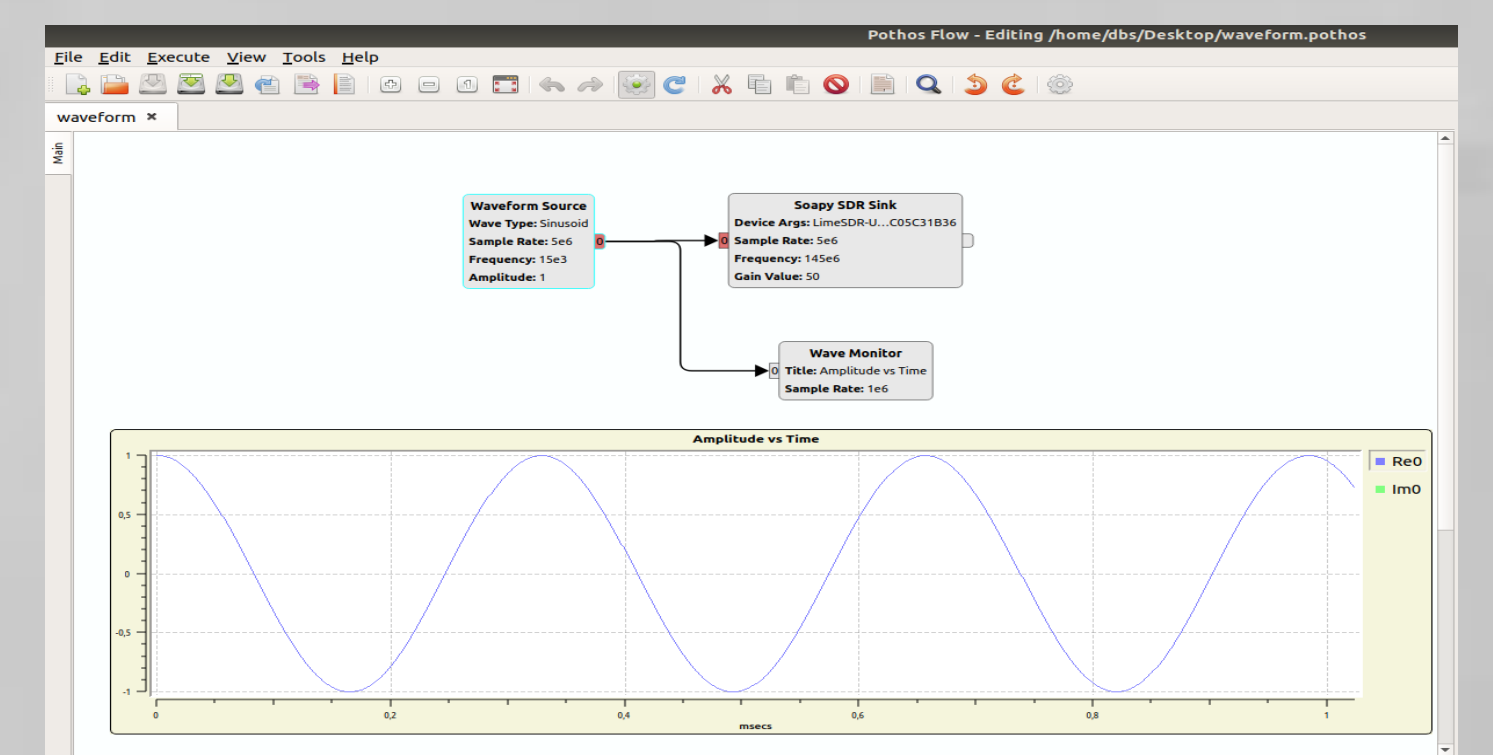 Pothos Flow - Editing /home/dbs/Desktop/waveform.pothos
File Edit Execute View Tools Help
waveform
Main
Waveform Source
Wave Type: Sinusoid
Sample Rate: 5e6
Frequency: 15e3
Amplitude: 1
0
Soapy SDR Sink
Device Args: LimeSDR-U...C05C31B36
0 Sample Rate: 5e6
Frequency: 145e6
Gain Value: 50
Wave Monitor
0 Title: Amplitude vs Time
Sample Rate: 1e6
Amplitude vs Time
1
0,5
0
-0,5
-1
Re0
Im0
0 0,2 0,4 0,6 0,8 1
msecs